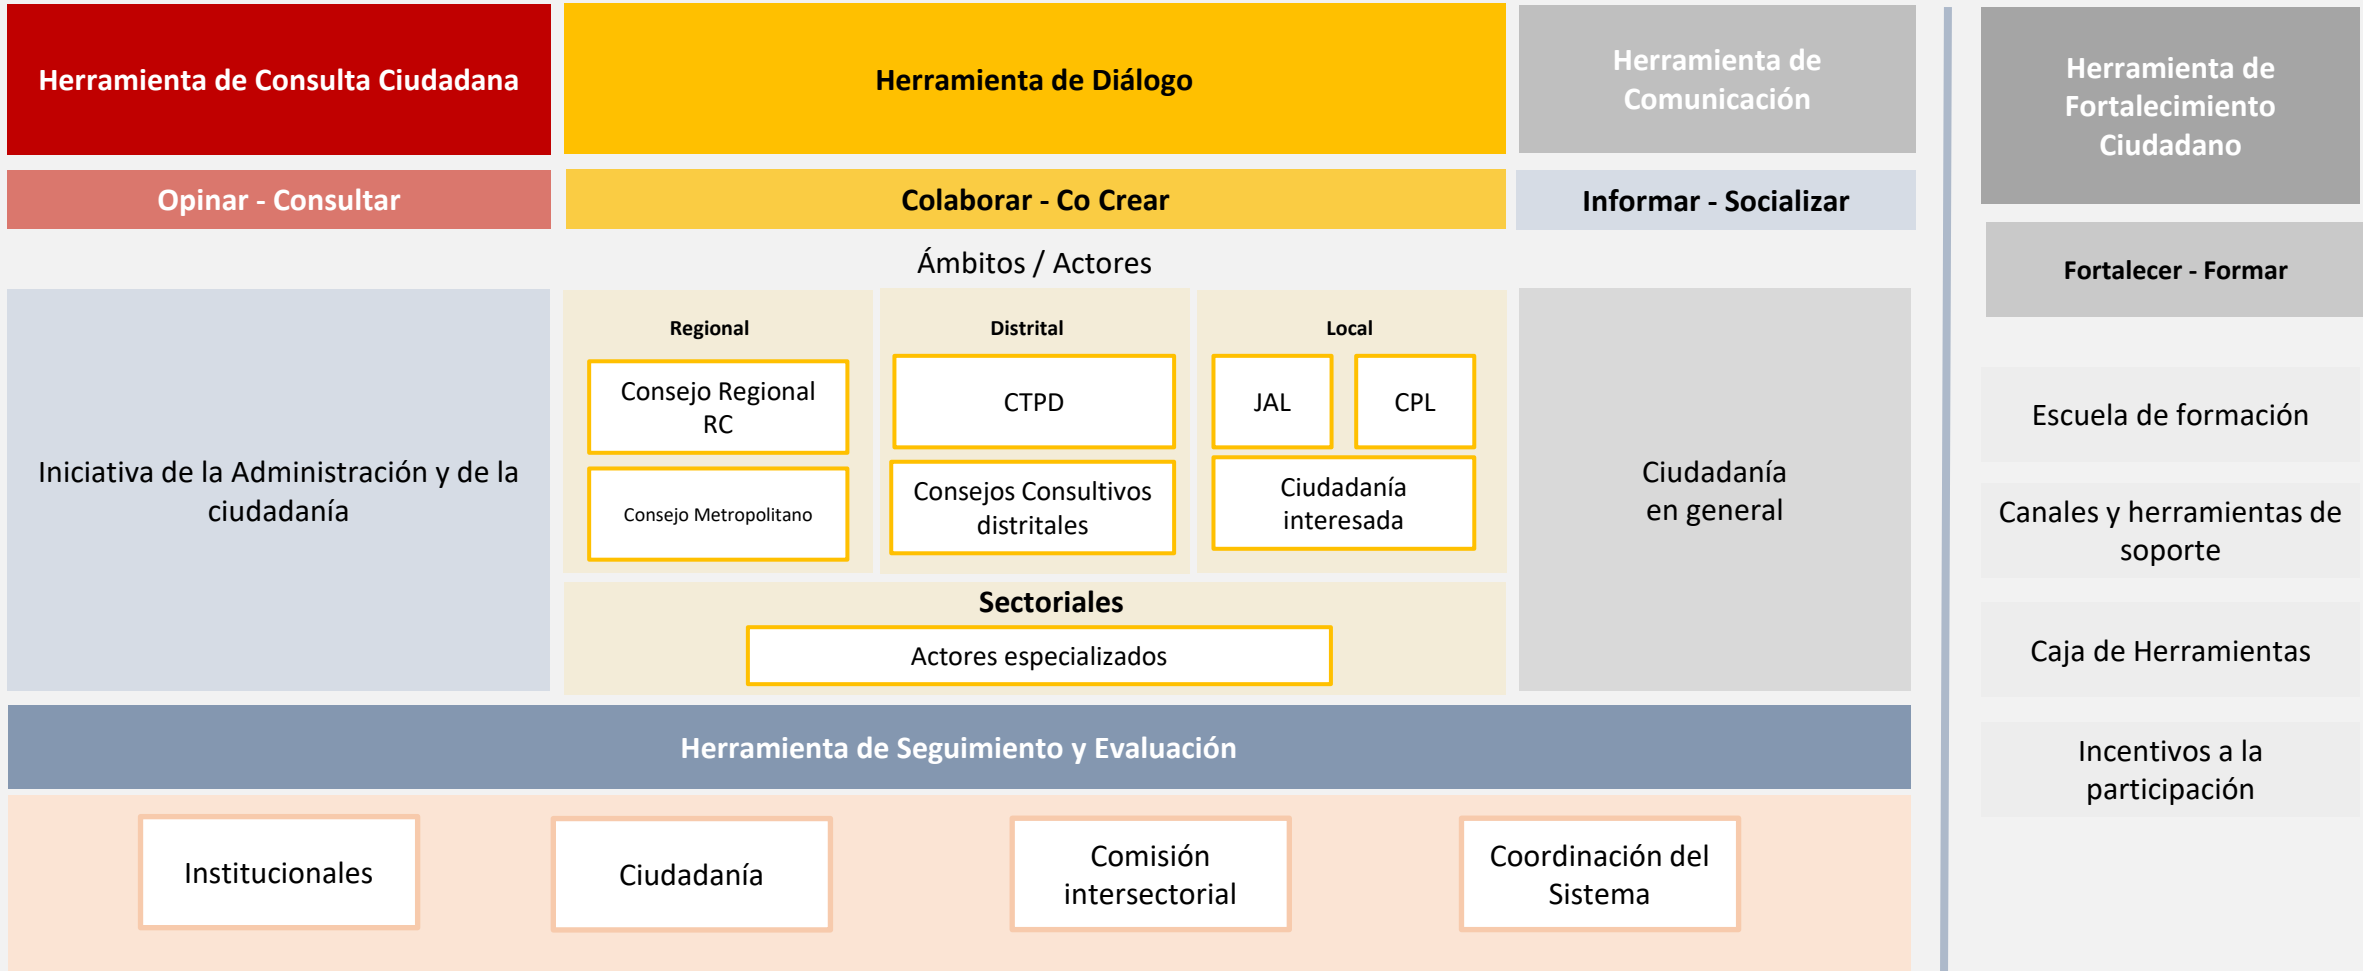 Herramienta de Consulta Ciudadana
Herramienta de Diálogo
Herramienta de
Comunicación
Herramienta de
Fortalecimiento
Ciudadano
Opinar - Consultar
Colaborar - Co Crear
Informar - Socializar
Fortalecer - Formar
Ámbitos / Actores
Iniciativa de la Administración y de la
ciudadanía
Regional
Consejo Regional
RC
Consejo Metropolitano
Distrital
CTPD
Consejos Consultivos
distritales
Local
JAL
CPL
Ciudadanía
interesada
Sectoriales
Actores especializados
Ciudadanía
en general
Escuela de formación
Canales y herramientas de
soporte
Caja de Herramientas
Incentivos a la
participación
Herramienta de Seguimiento y Evaluación
Institucionales
Ciudadanía
Comisión
intersectorial
Coordinación del
Sistema